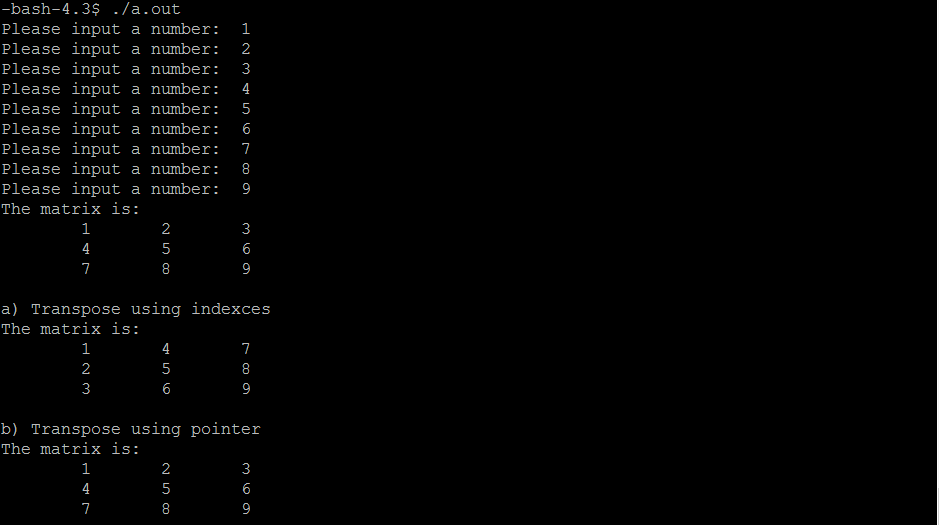 -bash-4.3$ ./a.out
Please input a number:  1
Please input a number:  2
Please input a number:  3
Please input a number:  4
Please input a number:  5
Please input a number:  6
Please input a number:  7
Please input a number:  8
Please input a number:  9
The matrix is:
        1       2       3
        4       5       6
        7       8       9
a) Transpose using indexces
The matrix is:
        1       4       7
        2       5       8
        3       6       9
b) Transpose using pointer
The matrix is:
        1       2       3
        4       5       6
        7       8       9